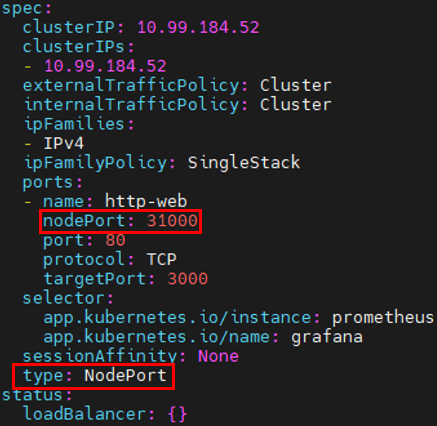 spec:
  clusterIP: 10.99.184.52
  clusterIPs:
  - 10.99.184.52
  externalTrafficPolicy: Cluster
  internalTrafficPolicy: Cluster
  ipFamilies:
  - IPv4
  ipFamilyPolicy: SingleStack
  ports:
  - name: http-web
    nodePort: 31000
    port: 80
    protocol: TCP
    targetPort: 3000
  selector:
    app.kubernetes.io/instance: prometheus
    app.kubernetes.io/name: grafana
  sessionAffinity: None
  type: NodePort
status:
  loadBalancer: {}